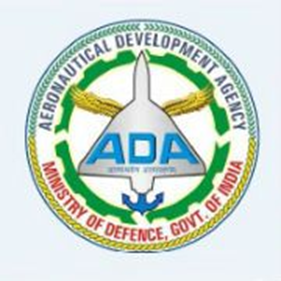 AERONAUTICAL DEVELOPMENT AGENCY
ADA
MINISTRY OF DEFENCE, GOVT. OF INDIA